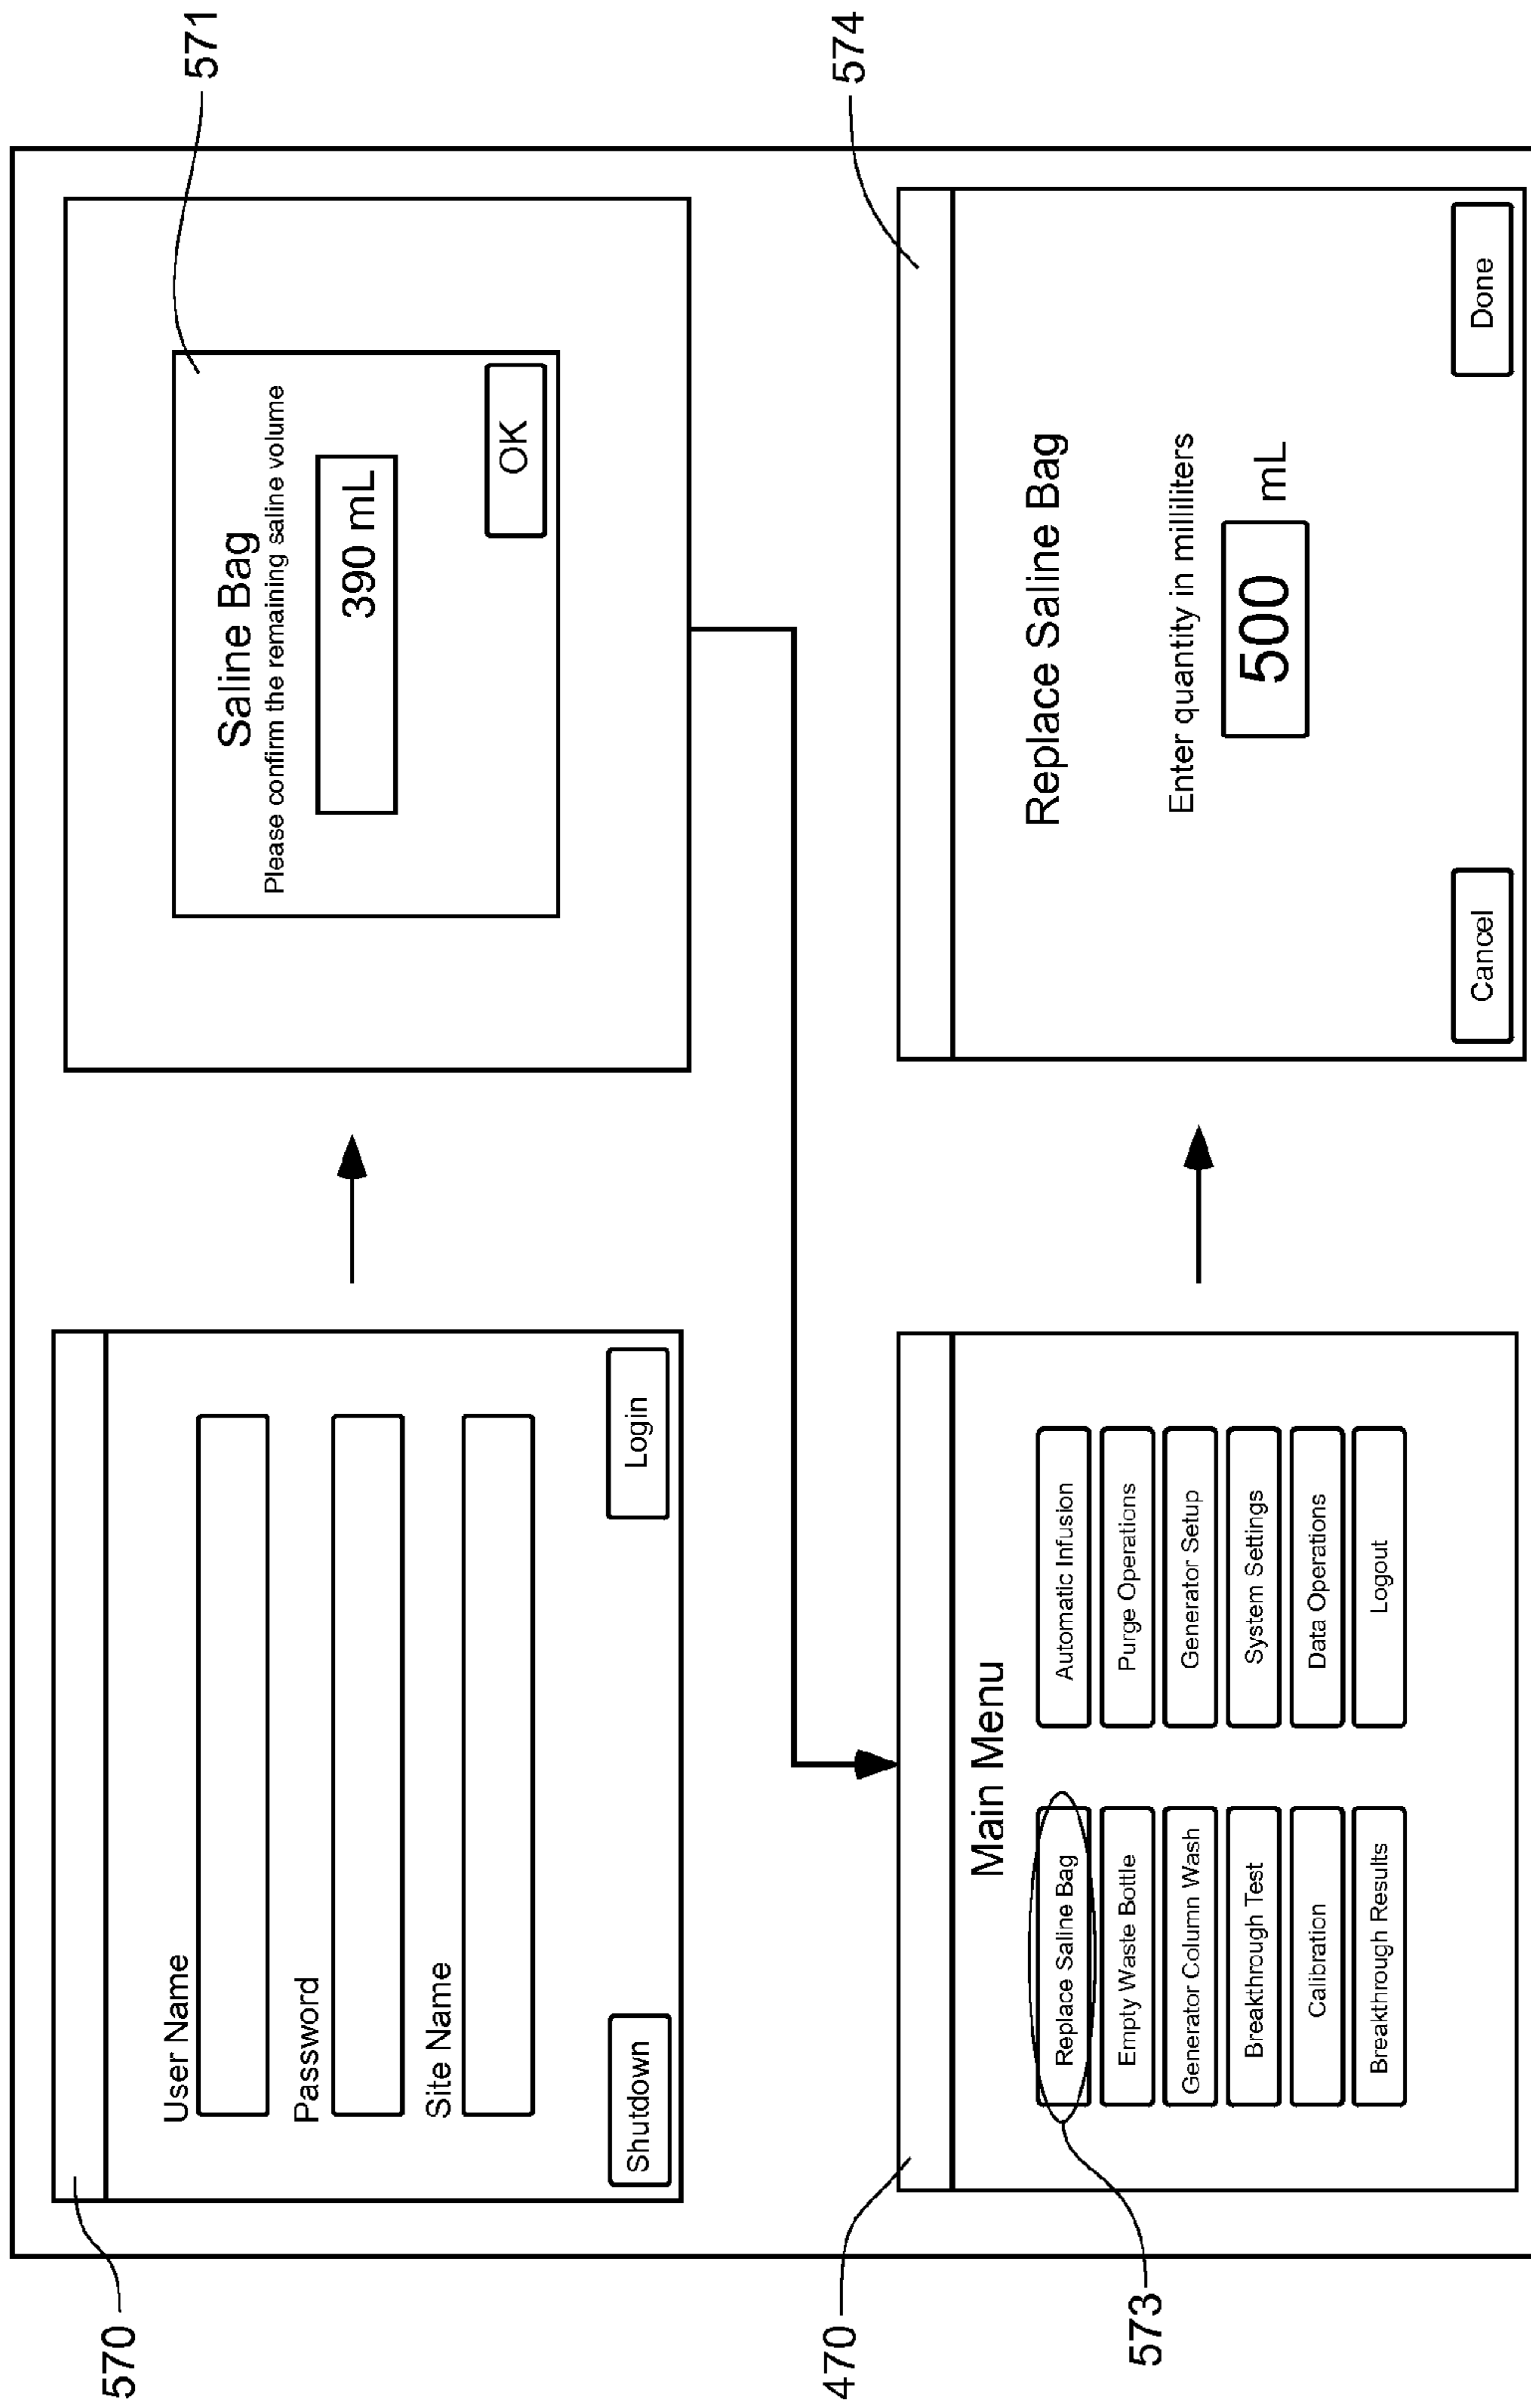 570
User Name
Password
Site Name
Shutdown
Login
571
Saline Bag
Please confirm the remaining saline volume
390 mL
OK
470
Main Menu
Replace Saline Bag
Empty Waste Bottle
Generator Column Wash
Breakthrough Test
Calibration
Breakthrough Results
Automatic Infusion
Purge Operations
Generator Setup
System Settings
Data Operations
Logout
573
574
Replace Saline Bag
Enter quantity in milliliters
500 mL
Cancel
Done